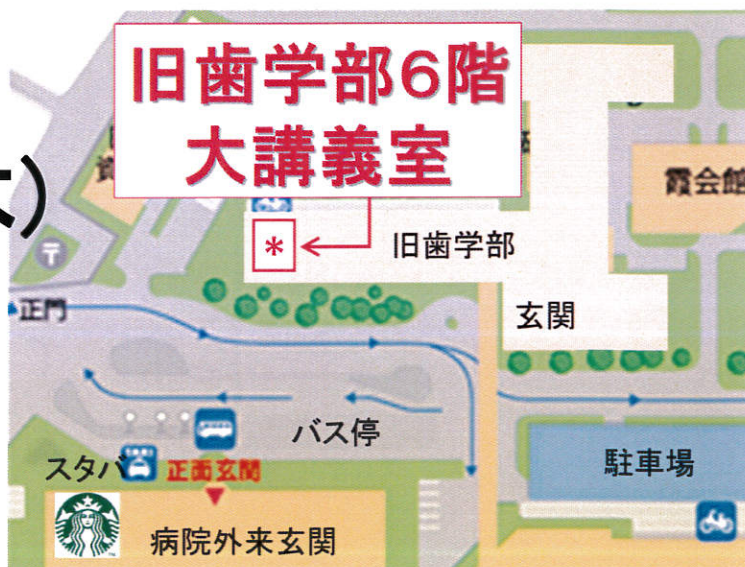 旧歯学部6階
大講義室
霞会館
*
旧歯学部
〒
正門
玄関
バス停
スタバ
TAXI
正面玄関
駐車場
病院外来玄関